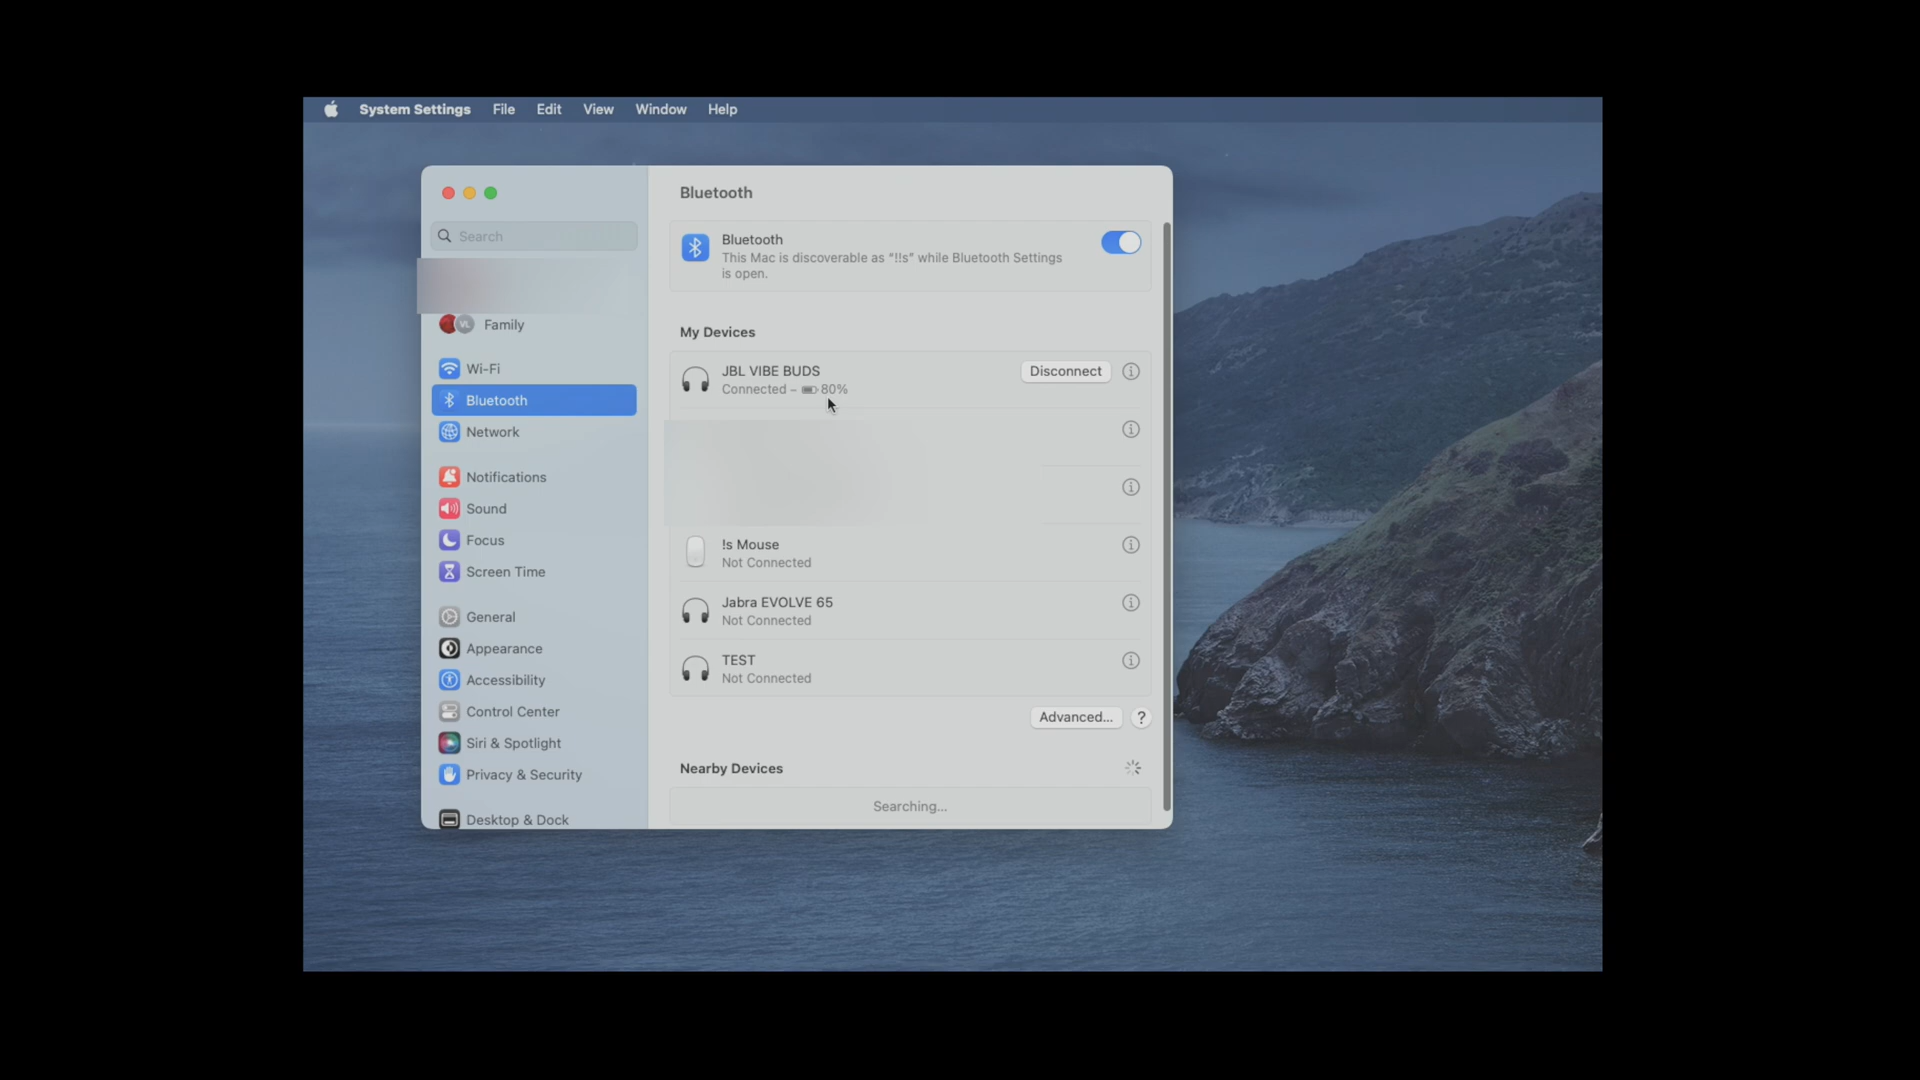 System Settings File Edit View Window Help
Bluetooth
Search
Family
Wi-Fi
Bluetooth
Network
Notifications
Sound
Focus
Screen Time
General
Appearance
Accessibility
Control Center
Siri & Spotlight
Privacy & Security
Desktop & Dock
Bluetooth
This Mac is discoverable as "!!s" while Bluetooth Settings
is open.
My Devices
JBL VIBE BUDS
Connected – 80%
Disconnect
!s Mouse
Not Connected
Jabra EVOLVE 65
Not Connected
TEST
Not Connected
Advanced... ?
Nearby Devices
Searching...